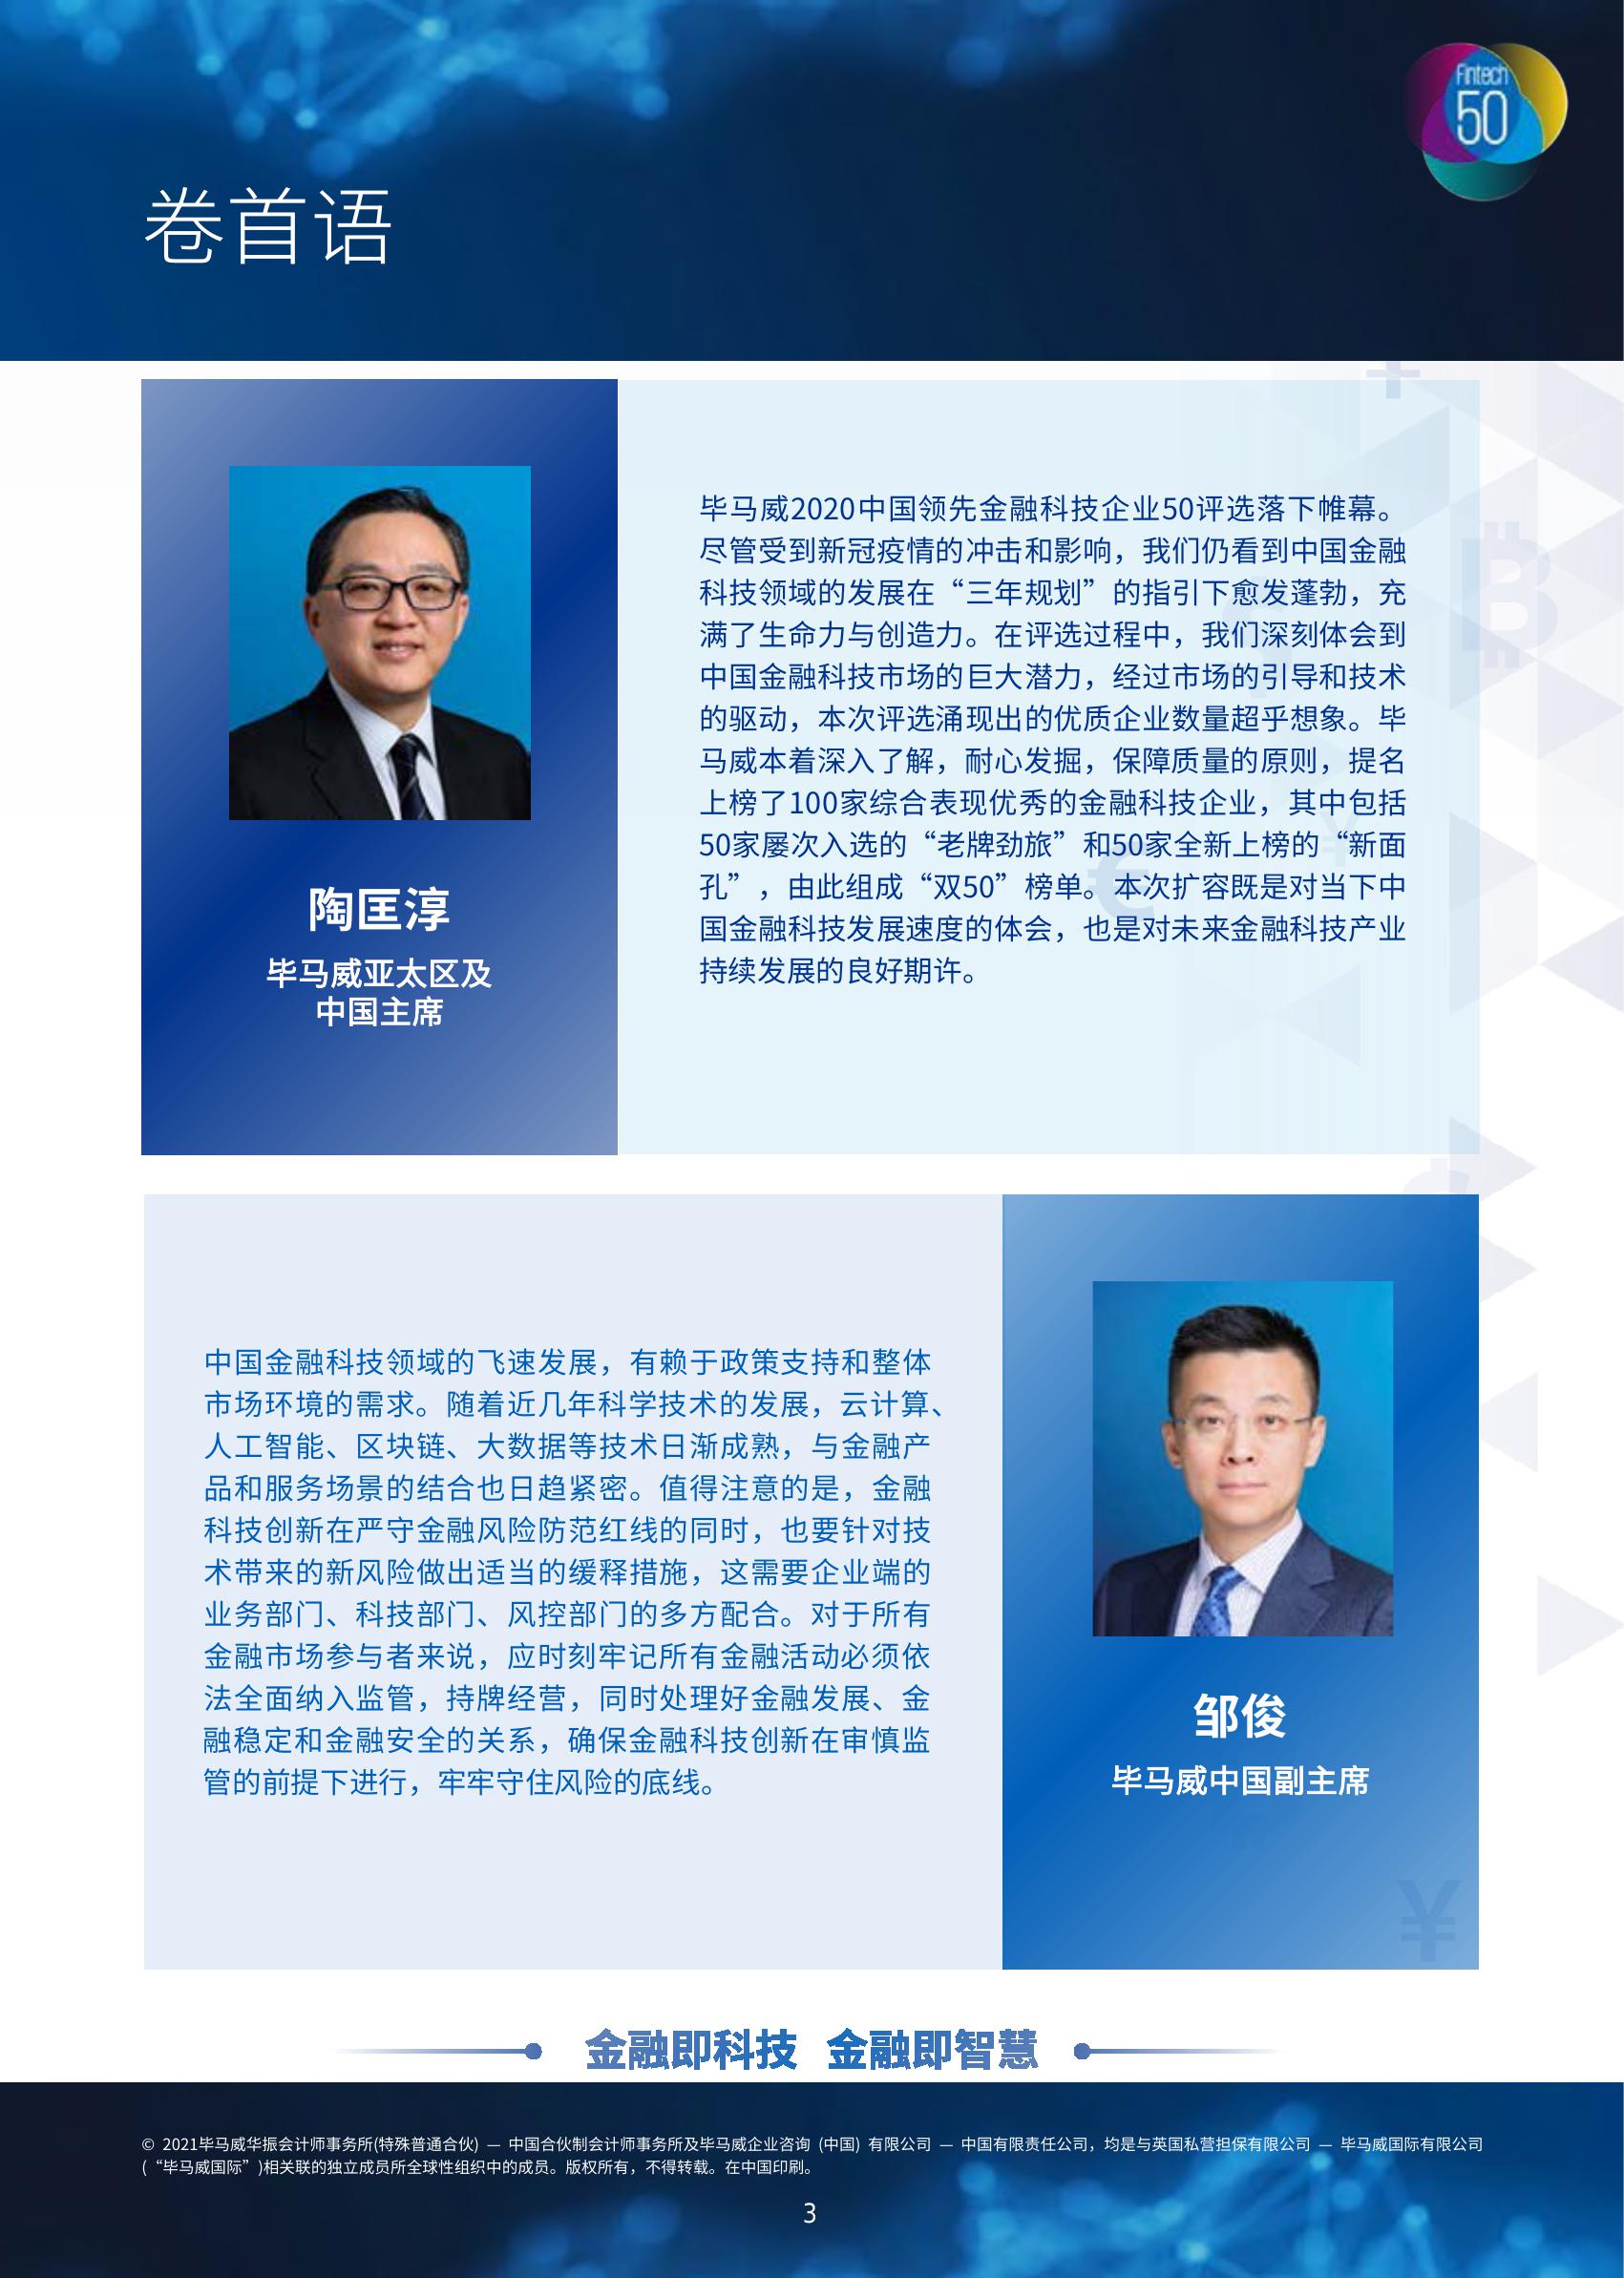 Fintech
50
卷首语
毕马威2020中国领先金融科技企业50评选落下帷幕。
尽管受到新冠疫情的冲击和影响，我们仍看到中国金融
科技领域的发展在“三年规划”的指引下愈发蓬勃，充
满了生命力与创造力。在评选过程中，我们深刻体会到
中国金融科技市场的巨大潜力，经过市场的引导和技术
的驱动，本次评选涌现出的优质企业数量超乎想象。毕
马威本着深入了解，耐心发掘，保障质量的原则，提名
上榜了100家综合表现优秀的金融科技企业，其中包括
50家屡次入选的“老牌劲旅”和50家全新上榜的“新面
孔”，由此组成“双50”榜单。本次扩容既是对当下中
国金融科技发展速度的体会，也是对未来金融科技产业
持续发展的良好期许。
陶匡淳
毕马威亚太区及
中国主席
中国金融科技领域的飞速发展，有赖于政策支持和整体
市场环境的需求。随着近几年科学技术的发展，云计算、
人工智能、区块链、大数据等技术日渐成熟，与金融产
品和服务场景的结合也日趋紧密。值得注意的是，金融
科技创新在严守金融风险防范红线的同时，也要针对技
术带来的新风险做出适当的缓释措施，这需要企业端的
业务部门、科技部门、风控部门的多方配合。对于所有
金融市场参与者来说，应时刻牢记所有金融活动必须依
法全面纳入监管，持牌经营，同时处理好金融发展、金
融稳定和金融安全的关系，确保金融科技创新在审慎监
管的前提下进行，牢牢守住风险的底线。
邹俊
毕马威中国副主席
金融即科技 金融即智慧
© 2021毕马威华振会计师事务所(特殊普通合伙) — 中国合伙制会计师事务所及毕马威企业咨询 (中国) 有限公司 — 中国有限责任公司，均是与英国私营担保有限公司 — 毕马威国际有限公司
(“毕马威国际”)相关联的独立成员所全球性组织中的成员。版权所有，不得转载。在中国印刷。
3